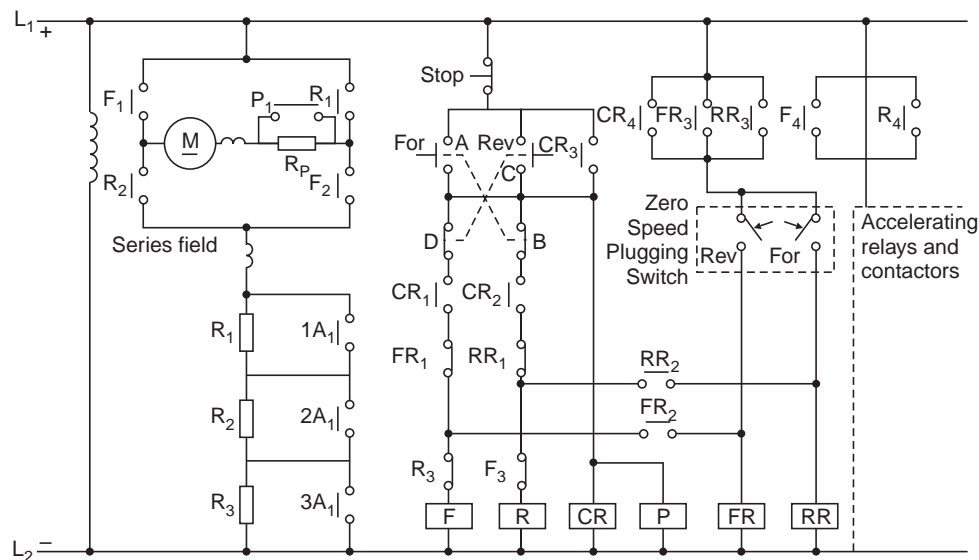 L1 +
Stop
F1
P1
R1
CR4
FR3
RR3
F4
R4
M
For
A
Rev
CR3
RP
C
R2
F2
Zero
Speed
Plugging
Switch
Accelerating
relays and
contactors
Series field
D
B
Rev
For
CR1
CR2
R1
1A1
FR1
RR1
RR2
R2
2A1
FR2
R3
F3
R3
3A1
F
R
CR
P
FR
RR
L2 −